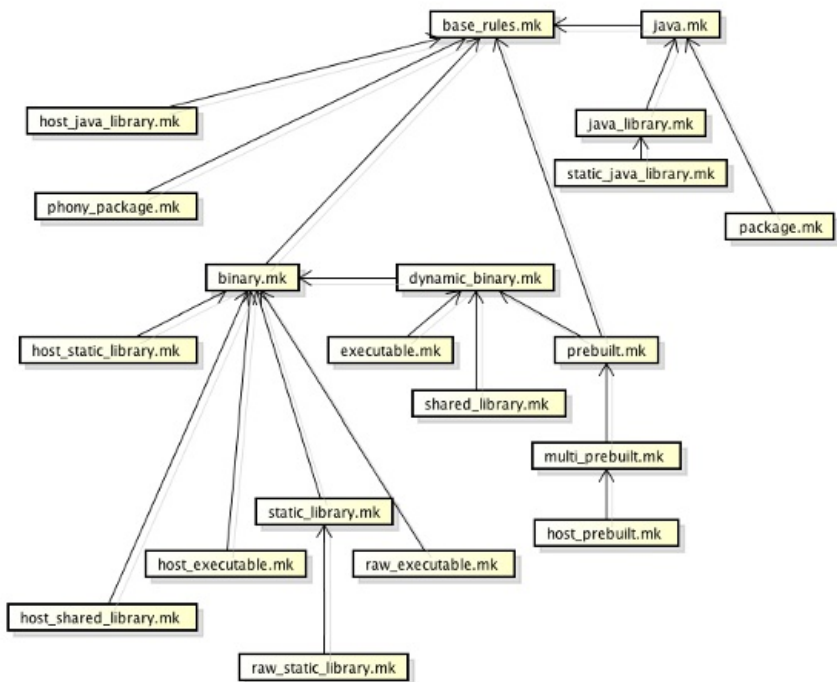 base_rules.mk
java.mk
host_java_library.mk
java_library.mk
static_java_library.mk
phony_package.mk
package.mk
binary.mk
dynamic_binary.mk
host_static_library.mk
executable.mk
prebuilt.mk
shared_library.mk
multi_prebuilt.mk
static_library.mk
host_prebuilt.mk
host_executable.mk
raw_executable.mk
host_shared_library.mk
raw_static_library.mk